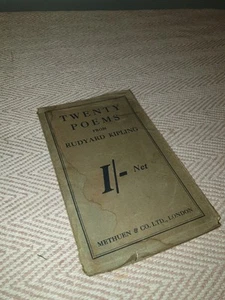 TWENTY
POEMS
FROM
RUDYARD KIPLING
1/- Net
METHUEN & CO. LTD., LONDON